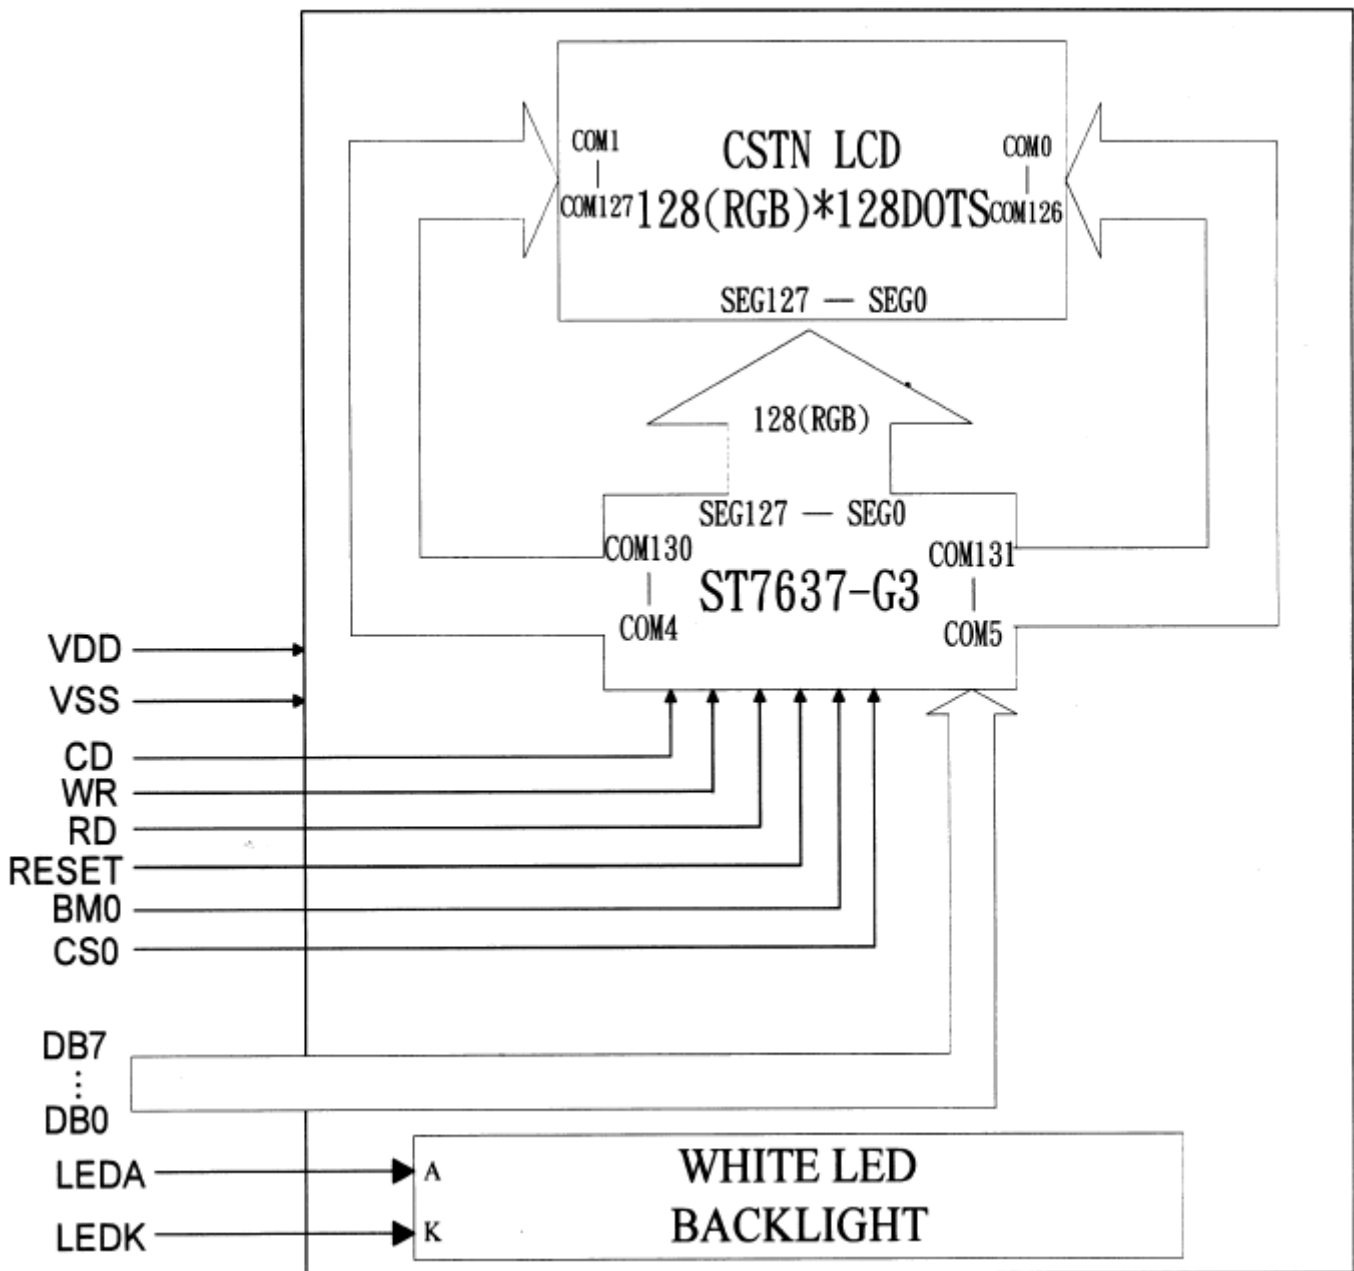 COM1
|
COM127
CSTN LCD
128(RGB)*128DOTS
COM0
|
COM126
SEG127 — SEG0
128(RGB)
SEG127 — SEG0
COM130
|
COM4
ST7637-G3
COM131
|
COM5
VDD
VSS
CD
WR
RD
RESET
BM0
CS0
DB7
⋮
DB0
LEDA
LEDK
A
K
WHITE LED
BACKLIGHT